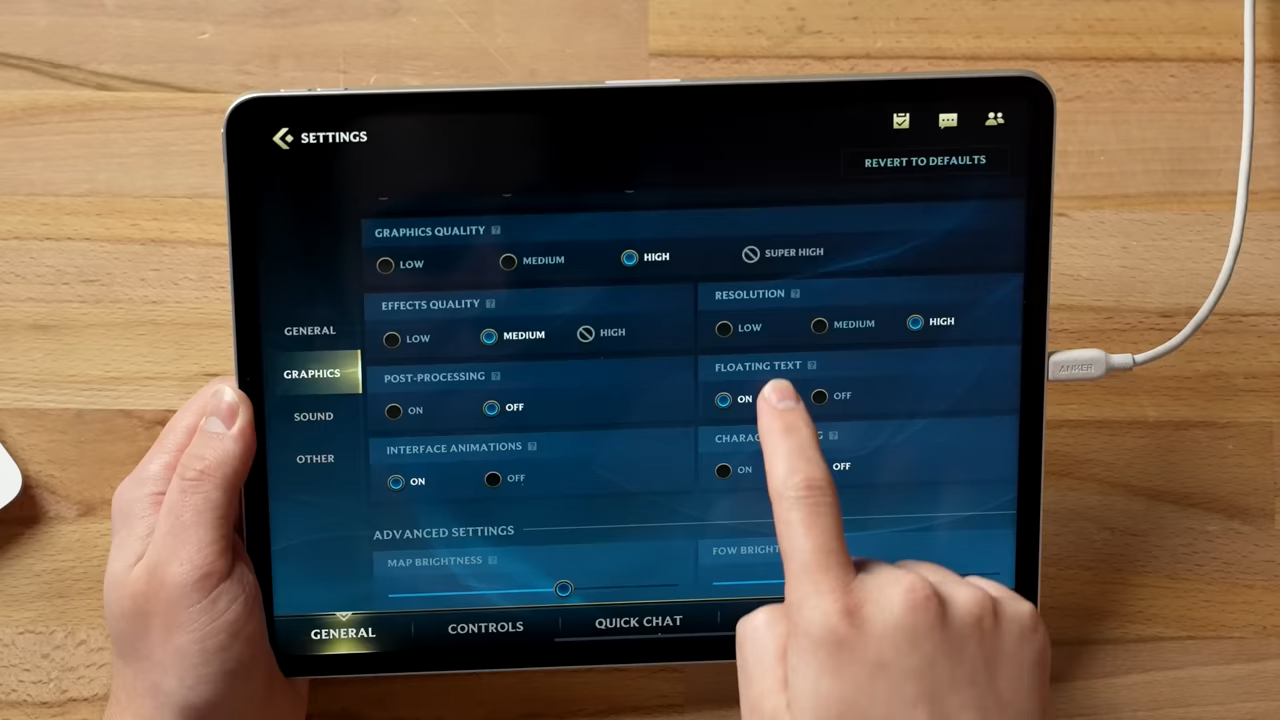 SETTINGS
REVERT TO DEFAULTS
GRAPHICS QUALITY ?
LOW MEDIUM HIGH SUPER HIGH
EFFECTS QUALITY ?
LOW MEDIUM HIGH
RESOLUTION ?
LOW MEDIUM HIGH
POST-PROCESSING ?
ON OFF
FLOATING TEXT ?
ON OFF
INTERFACE ANIMATIONS ?
ON OFF
?
ON OFF
GENERAL
GRAPHICS
SOUND
OTHER
ADVANCED SETTINGS
MAP BRIGHTNESS ?
FOW
GENERAL CONTROLS QUICK CHAT
ANKER